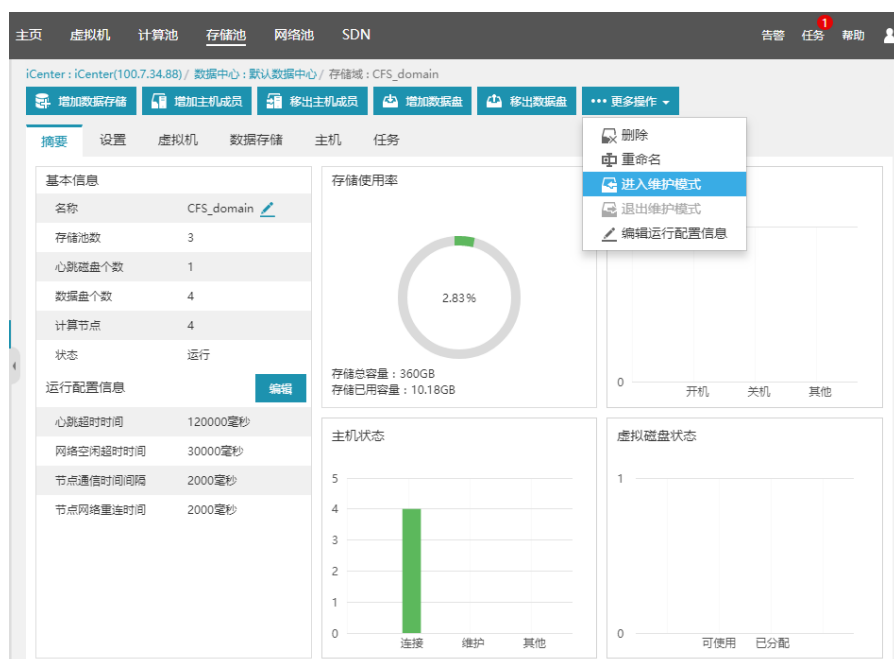 主页 虚拟机 计算池 存储池 网络池 SDN 告警 任务 1 帮助
iCenter : iCenter(100.7.34.88)/ 数据中心 : 默认数据中心/ 存储域 : CFS_domain
增加数据存储 增加主机成员 移出主机成员 增加数据盘 移出数据盘 ••• 更多操作
删除
重命名
进入维护模式
退出维护模式
编辑运行配置信息
摘要 设置 虚拟机 数据存储 主机 任务
基本信息
名称 CFS_domain
存储池数 3
心跳磁盘个数 1
数据盘个数 4
计算节点 4
状态 运行
运行配置信息 编辑
心跳超时时间 120000毫秒
网络空闲超时时间 30000毫秒
节点通信时间间隔 2000毫秒
节点网络重连时间 2000毫秒
存储使用率
2.83%
存储总容量：360GB
存储已用容量：10.18GB
0
开机 关机 其他
主机状态
5
4
3
2
1
0
连接 维护 其他
虚拟磁盘状态
1
0
可使用 已分配